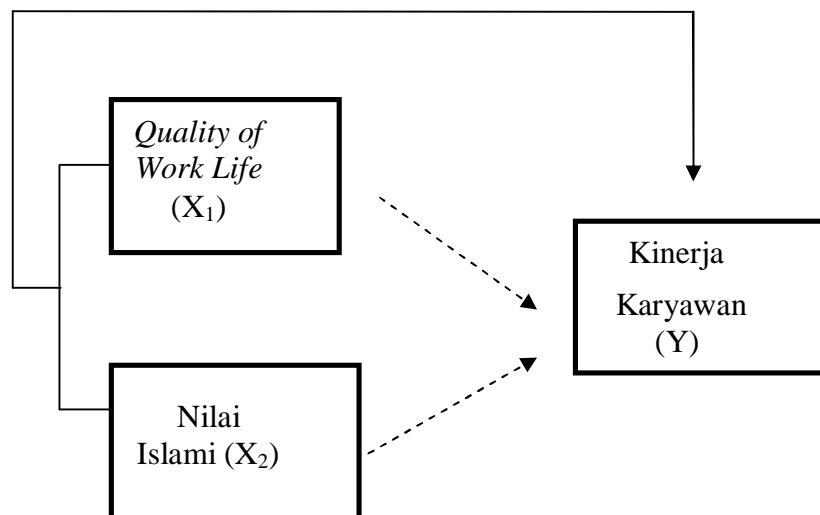 Quality of
Work Life
(X₁)
Kinerja
Karyawan
(Y)
Nilai
Islami (X₂)